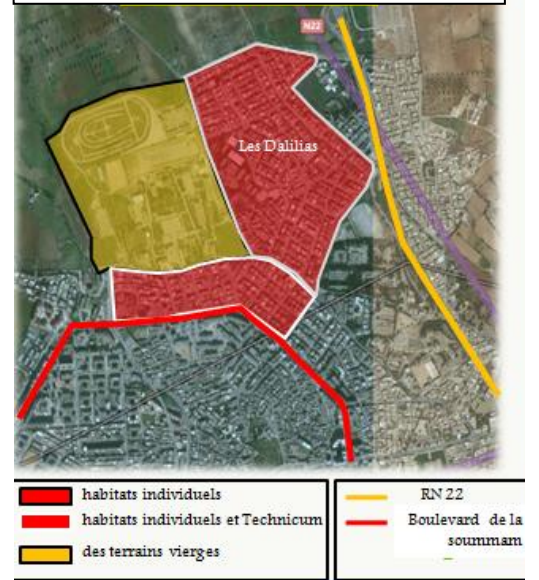 N22
Les Dalilias
habitats individuels
habitats individuels et Technicum
des terrains vierges
RN 22
Boulevard de la
soummam